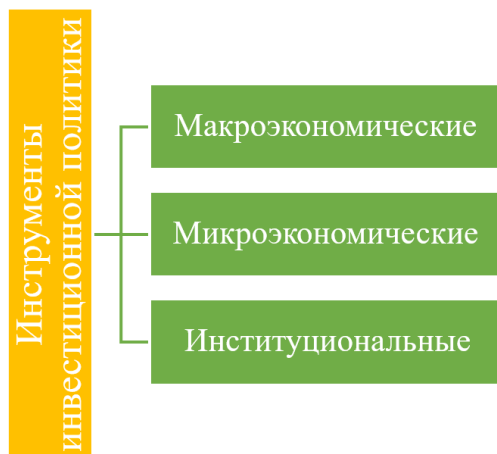 Инструменты
инвестиционной политики
Макроэкономические
Микроэкономические
Институциональные